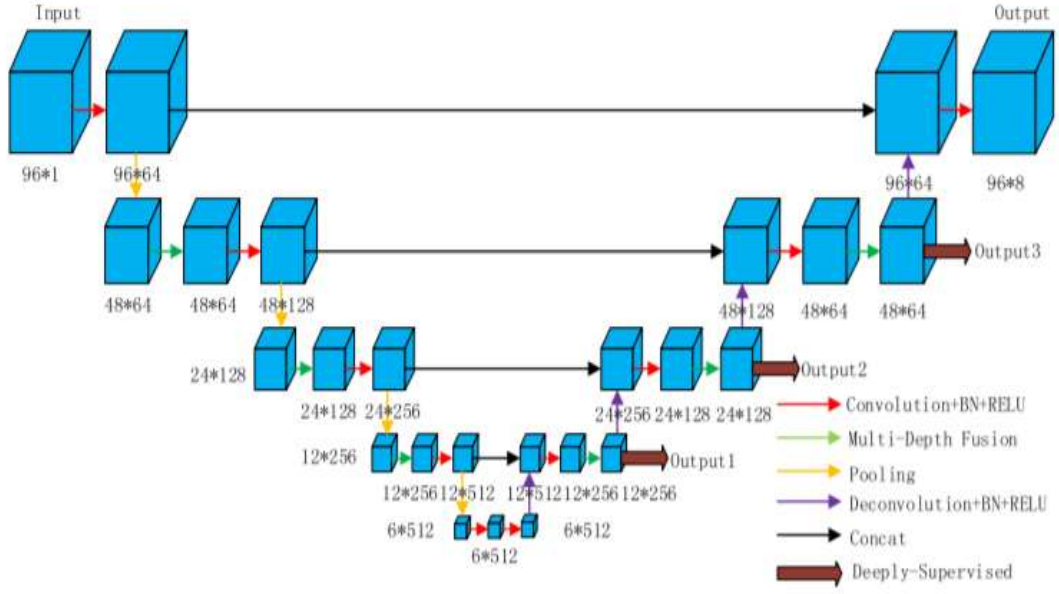 Input Output
96*1 96*64 96*64 96*8
48*64 48*64 48*128 48*128 48*64 48*64 Output3
24*128 24*128 24*256 24*256 24*128 24*128 Output2
12*256 12*256 12*512 12*512 12*256 12*256 Output1
6*512 6*512 6*512
Convolution+BN+RELU
Multi-Depth Fusion
Pooling
Deconvolution+BN+RELU
Concat
Deeply-Supervised